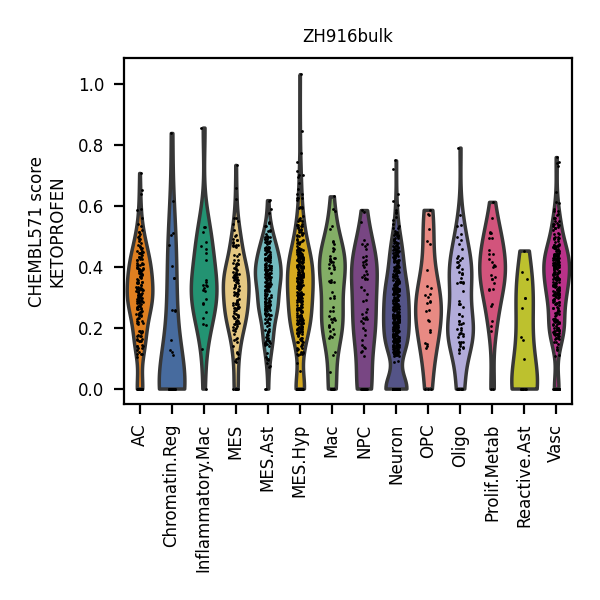 ZH916bulk
CHEMBL571 score
KETOPROFEN
1.0
0.8
0.6
0.4
0.2
0.0
AC
Chromatin.Reg
Inflammatory.Mac
MES
MES.Ast
MES.Hyp
Mac
NPC
Neuron
OPC
Oligo
Prolif.Metab
Reactive.Ast
Vasc